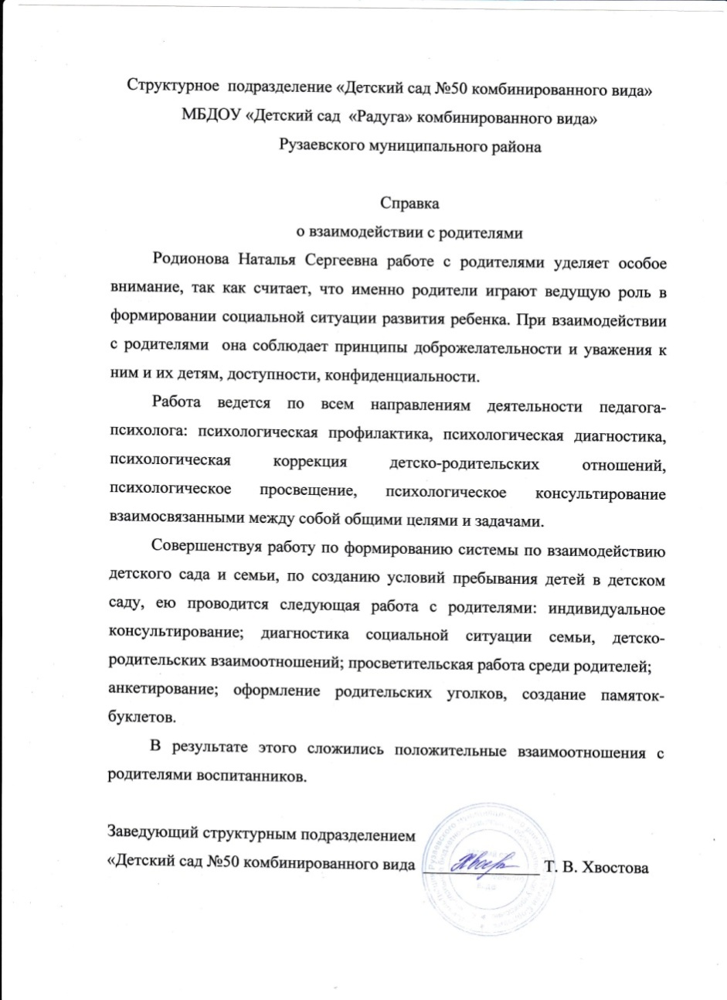 Структурное подразделение «Детский сад №50 комбинированного вида»
МБДОУ «Детский сад «Радуга» комбинированного вида»
Рузаевского муниципального района
Справка
о взаимодействии с родителями
Родионова Наталья Сергеевна работе с родителями уделяет особое
внимание, так как считает, что именно родители играют ведущую роль в
формировании социальной ситуации развития ребенка. При взаимодействии
с родителями она соблюдает принципы доброжелательности и уважения к
ним и их детям, доступности, конфиденциальности.
Работа ведется по всем направлениям деятельности педагога-
психолога: психологическая профилактика, психологическая диагностика,
психологическая коррекция детско-родительских отношений,
психологическое просвещение, психологическое консультирование
взаимосвязанными между собой общими целями и задачами.
Совершенствуя работу по формированию системы по взаимодействию
детского сада и семьи, по созданию условий пребывания детей в детском
саду, ею проводится следующая работа с родителями: индивидуальное
консультирование; диагностика социальной ситуации семьи, детско-
родительских взаимоотношений; просветительская работа среди родителей;
анкетирование; оформление родительских уголков, создание памяток-
буклетов.
В результате этого сложились положительные взаимоотношения с
родителями воспитанников.
Заведующий структурным подразделением
«Детский сад №50 комбинированного вида ______________ Т. В. Хвостова